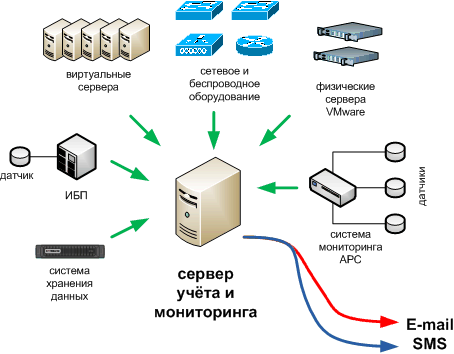 виртуальные
сервера
сетевое и
беспроводное
оборудование
физические
сервера
VMware
датчик
ИБП
датчики
система
мониторинга
APC
система
хранения
данных
сервер
учёта и
мониторинга
E-mail
SMS